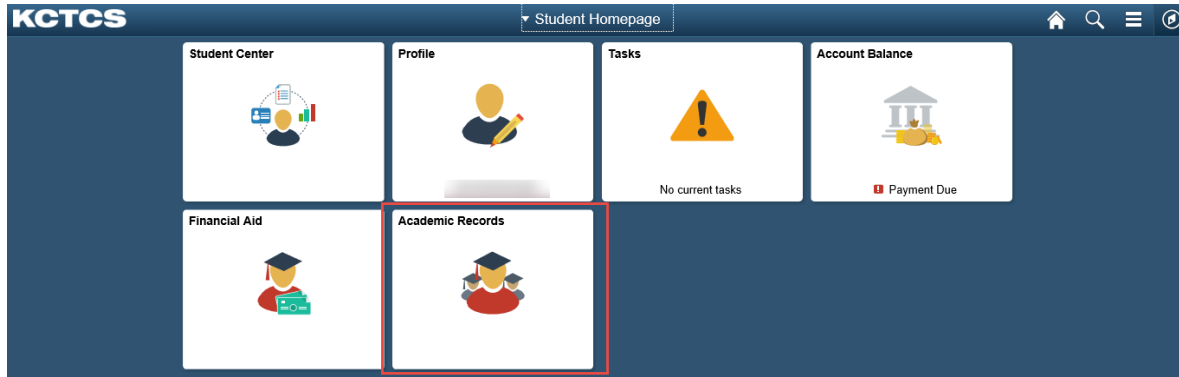 KCTCS
Student Homepage
Student Center
Profile
Tasks
Account Balance
No current tasks
Payment Due
Financial Aid
Academic Records